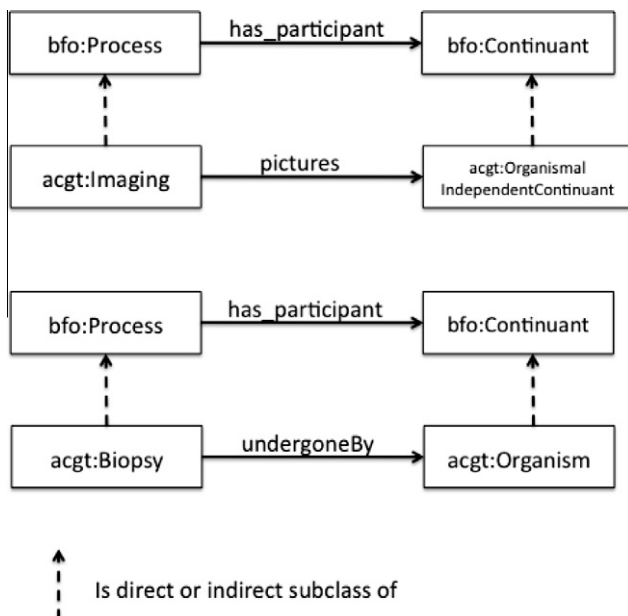 bfo:Process
has_participant
bfo:Continuant
acgt:Imaging
pictures
acgt:Organismal
IndependentContinuant
bfo:Process
has_participant
bfo:Continuant
acgt:Biopsy
undergoneBy
acgt:Organism
Is direct or indirect subclass of